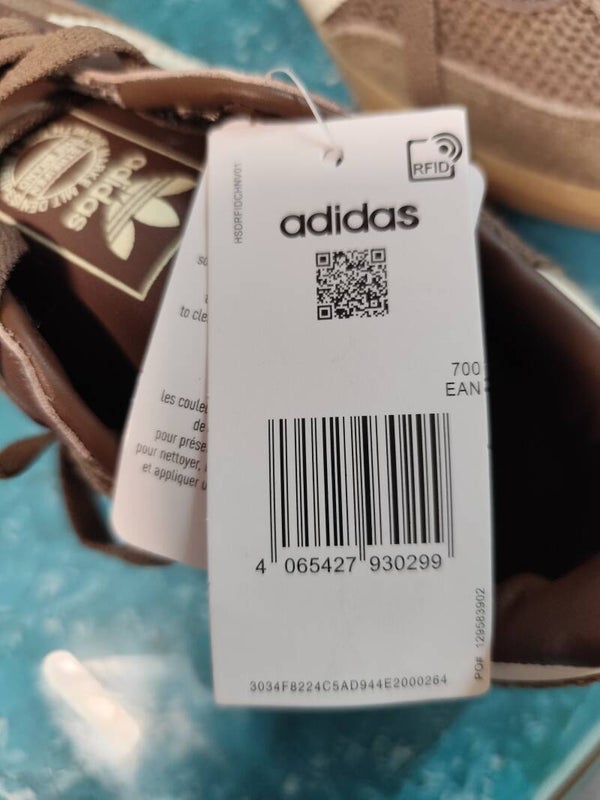 HSDRFIDCHNV01
RFID
adidas
700
EAN
4 065427 930299
PO# 129583902
3034F8224C5AD944E2000264
adidas
to cle
les coule
de
pour prése
pour nettoyer,
et appliquer u